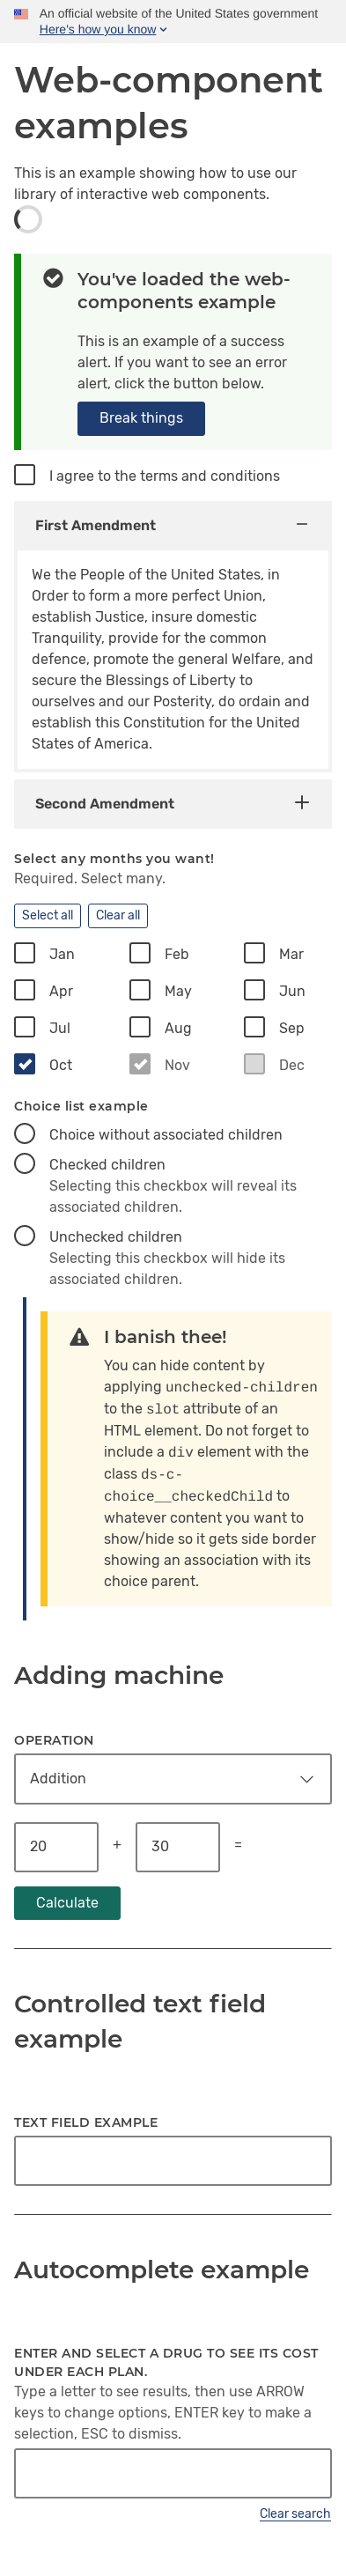 An official website of the United States government
Here's how you know
Web-component
examples
This is an example showing how to use our
library of interactive web components.
You've loaded the web-
components example
This is an example of a success
alert. If you want to see an error
alert, click the button below.
Break things
I agree to the terms and conditions
First Amendment
We the People of the United States, in
Order to form a more perfect Union,
establish Justice, insure domestic
Tranquility, provide for the common
defence, promote the general Welfare, and
secure the Blessings of Liberty to
ourselves and our Posterity, do ordain and
establish this Constitution for the United
States of America.
Second Amendment
Select any months you want!
Required. Select many.
Select all Clear all
Jan Feb Mar
Apr May Jun
Jul Aug Sep
Oct Nov Dec
Choice list example
Choice without associated children
Checked children
Selecting this checkbox will reveal its
associated children.
Unchecked children
Selecting this checkbox will hide its
associated children.
I banish thee!
You can hide content by
applying unchecked-children
to the slot attribute of an
HTML element. Do not forget to
include a div element with the
class ds-c-
choice__checkedChild to
whatever content you want to
show/hide so it gets side border
showing an association with its
choice parent.
Adding machine
OPERATION
Addition
20 + 30 =
Calculate
Controlled text field
example
TEXT FIELD EXAMPLE
Autocomplete example
ENTER AND SELECT A DRUG TO SEE ITS COST
UNDER EACH PLAN.
Type a letter to see results, then use ARROW
keys to change options, ENTER key to make a
selection, ESC to dismiss.
Clear search